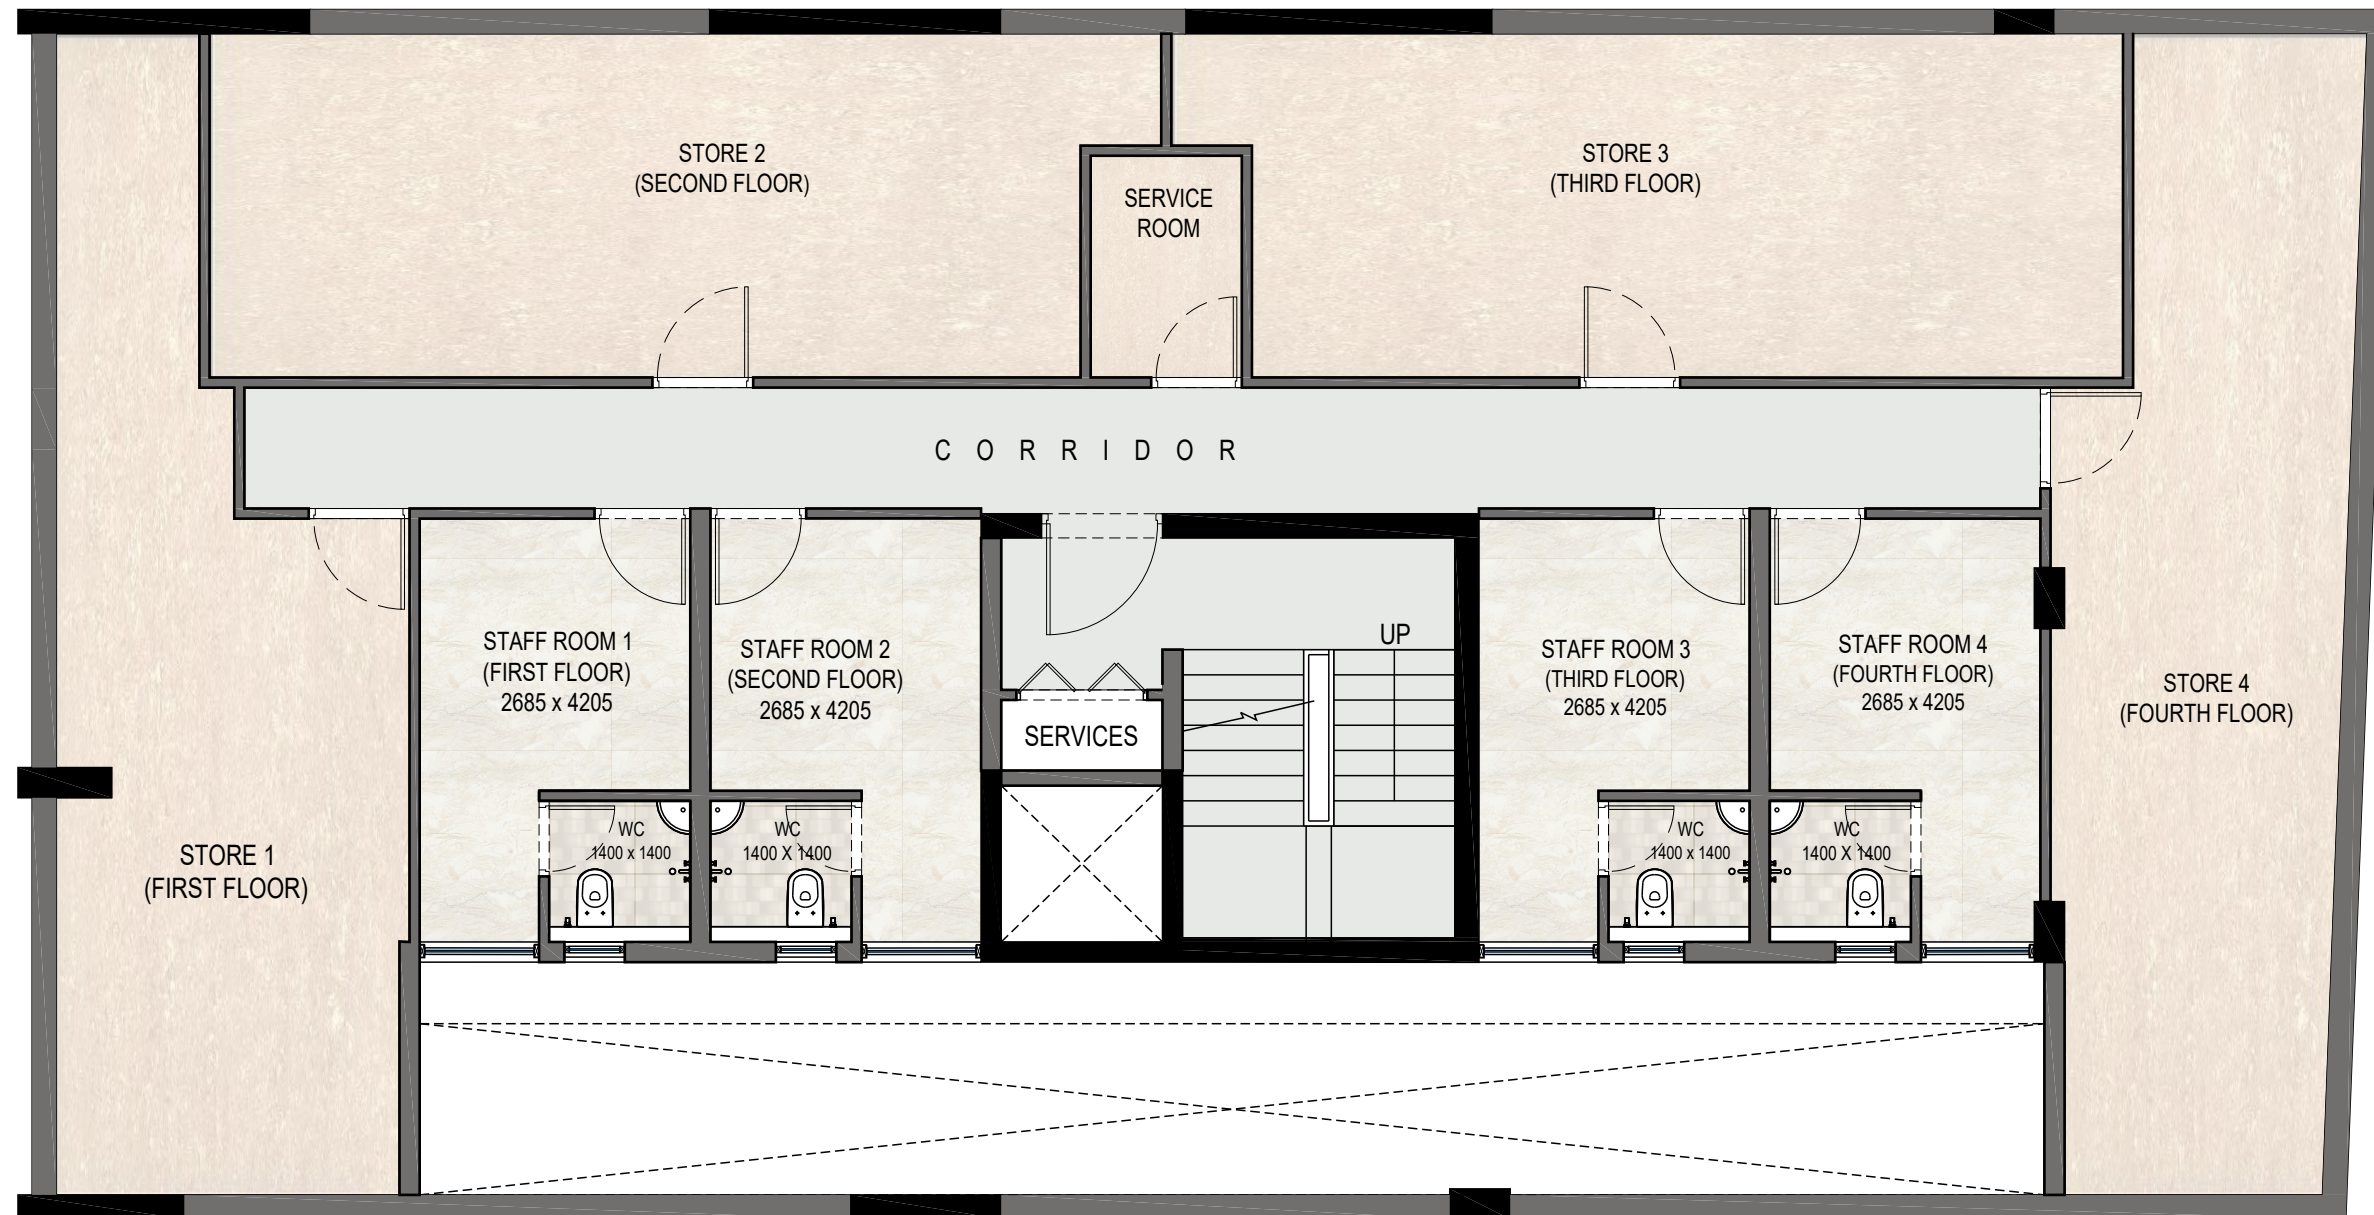 STORE 2
(SECOND FLOOR)
STORE 3
(THIRD FLOOR)
SERVICE
ROOM
CORRIDOR
STAFF ROOM 1
(FIRST FLOOR)
2685 x 4205
STAFF ROOM 2
(SECOND FLOOR)
2685 x 4205
UP
SERVICES
STAFF ROOM 3
(THIRD FLOOR)
2685 x 4205
STAFF ROOM 4
(FOURTH FLOOR)
2685 x 4205
STORE 4
(FOURTH FLOOR)
STORE 1
(FIRST FLOOR)
WC
1400 x 1400
WC
1400 X 1400
WC
1400 x 1400
WC
1400 X 1400